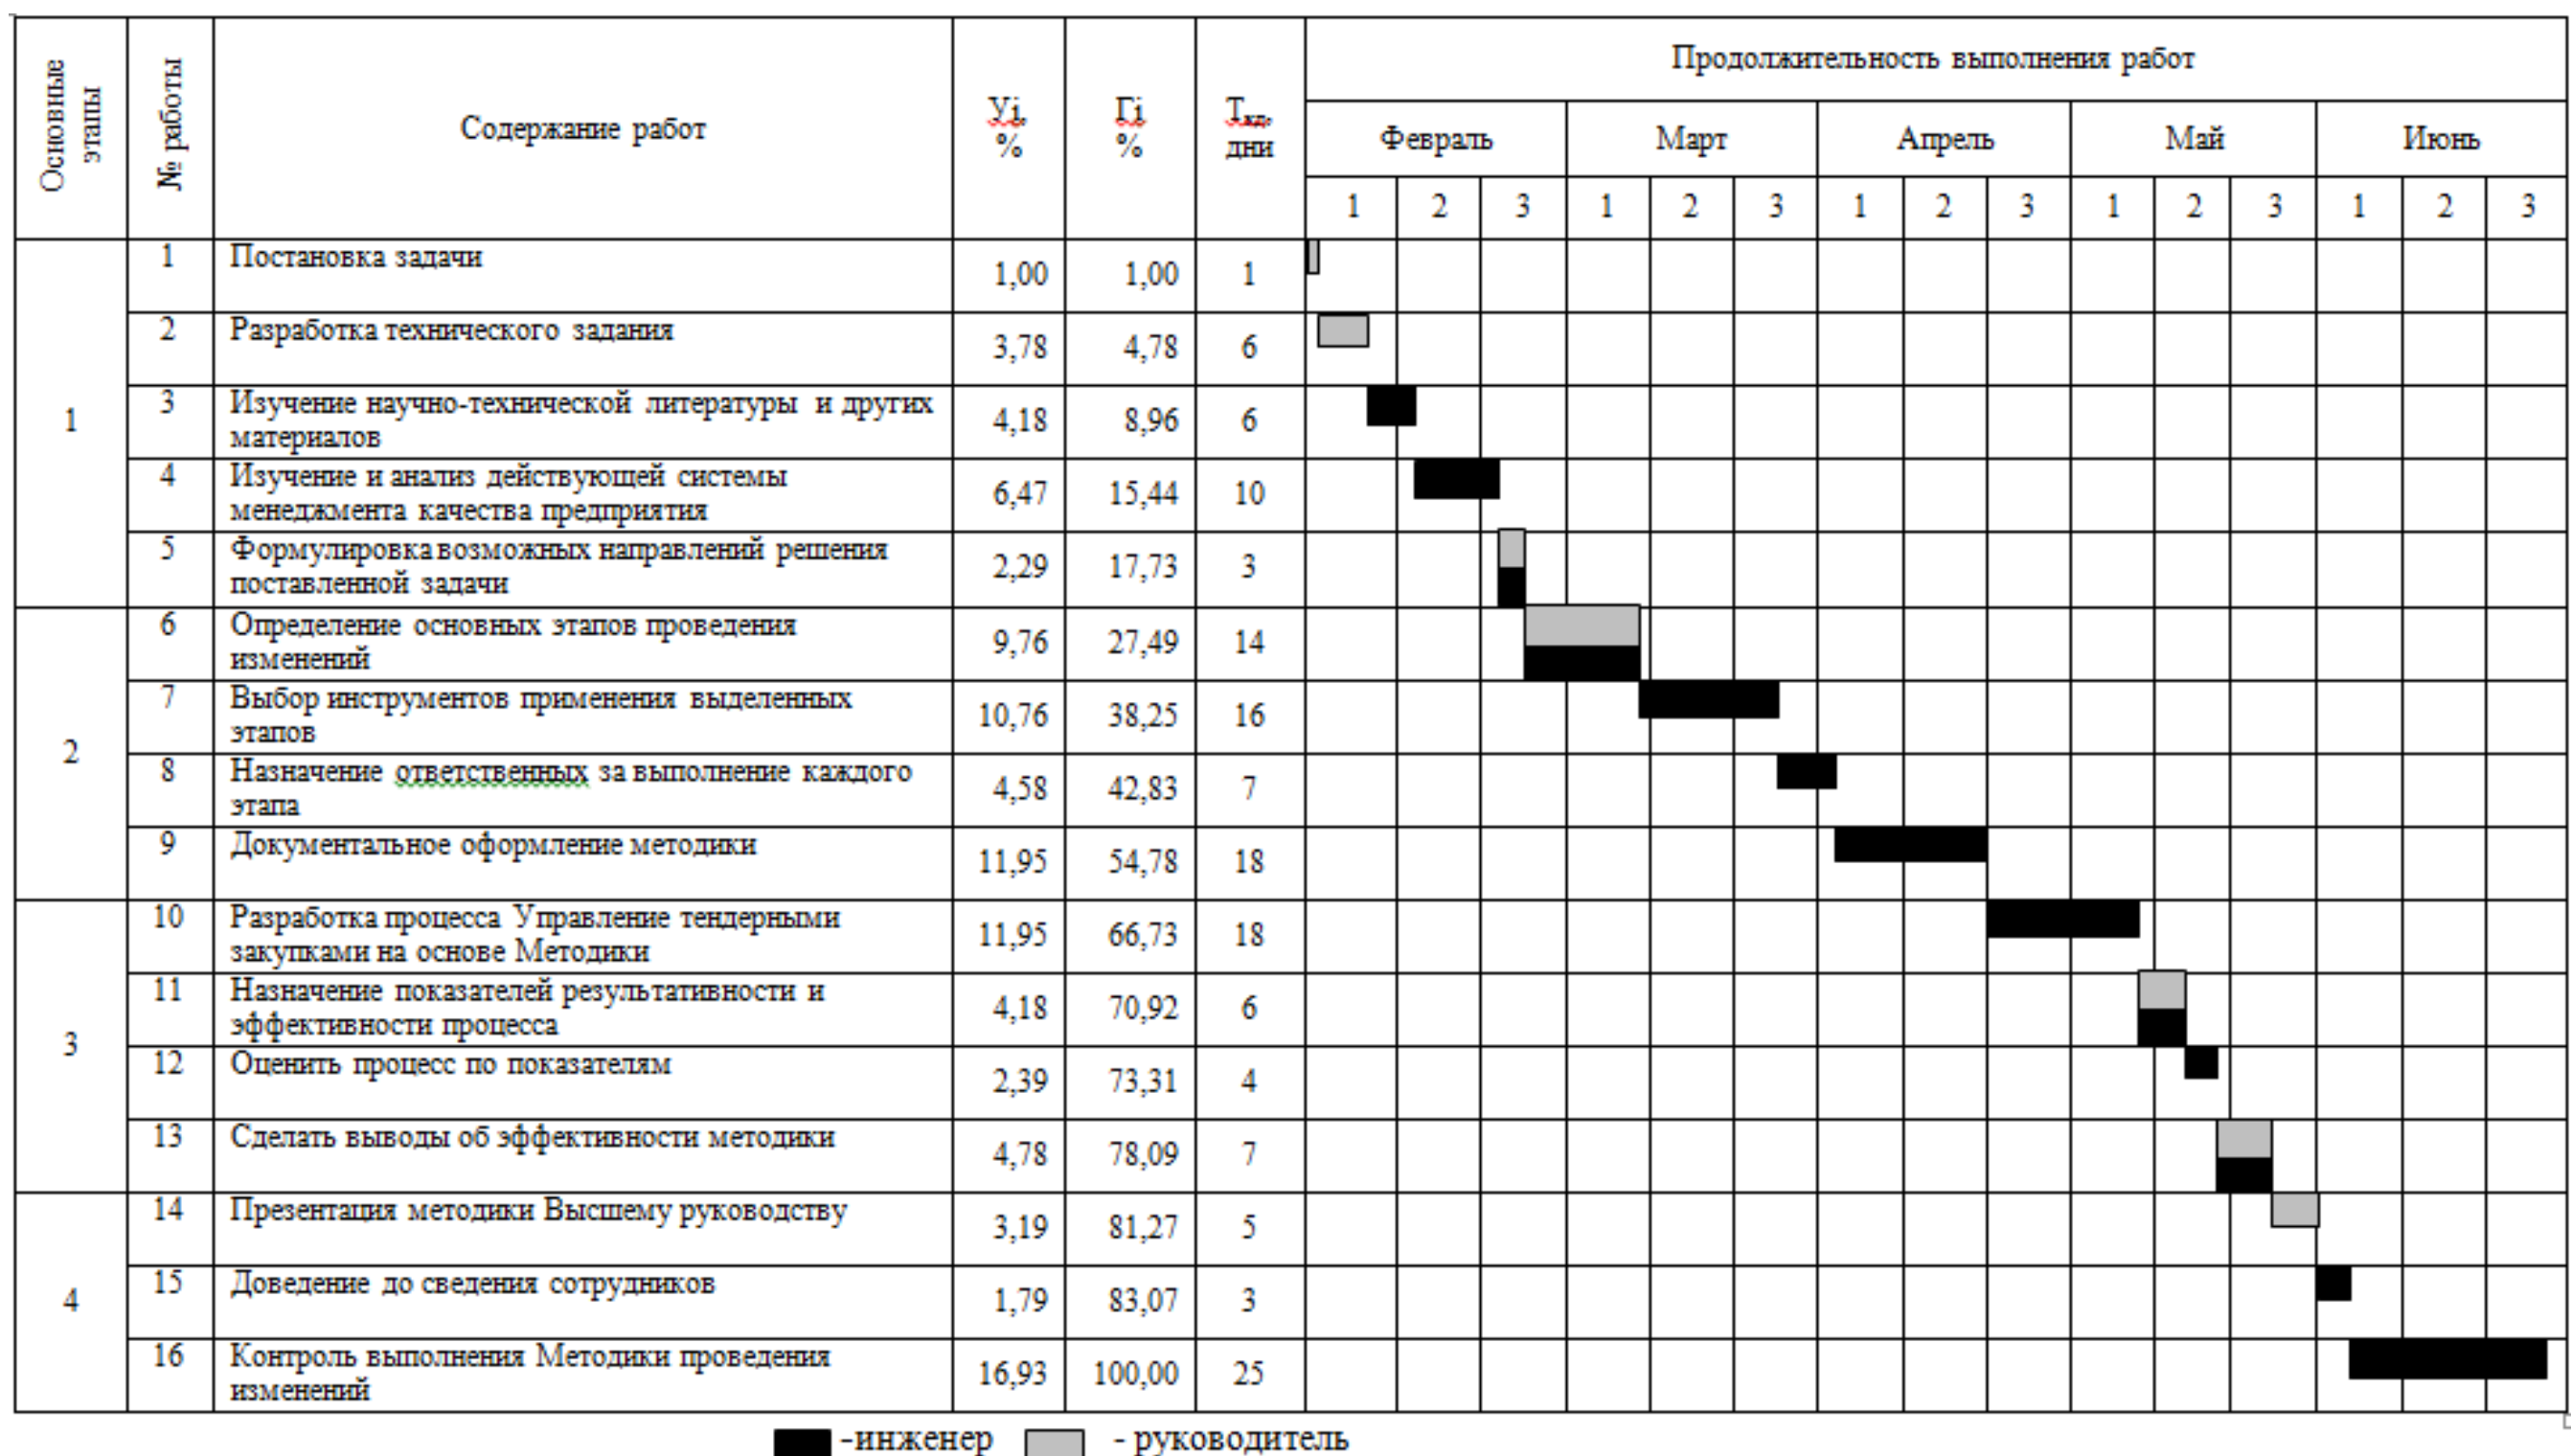 Основные этапы
№ работы
Содержание работ
Уi, %
Гi %
Ткд, дни
Продолжительность выполнения работ
Февраль Март Апрель Май Июнь
1 2 3 1 2 3 1 2 3 1 2 3 1 2 3
1
1 Постановка задачи 1,00 1,00 1
2 Разработка технического задания 3,78 4,78 6
3 Изучение научно-технической литературы и других
материалов 4,18 8,96 6
4 Изучение и анализ действующей системы
менеджмента качества предприятия 6,47 15,44 10
5 Формулировка возможных направлений решения
поставленной задачи 2,29 17,73 3
2
6 Определение основных этапов проведения
изменений 9,76 27,49 14
7 Выбор инструментов применения выделенных
этапов 10,76 38,25 16
8 Назначение ответственных за выполнение каждого
этапа 4,58 42,83 7
9 Документальное оформление методики 11,95 54,78 18
3
10 Разработка процесса Управление тендерными
закупками на основе Методики 11,95 66,73 18
11 Назначение показателей результативности и
эффективности процесса 4,18 70,92 6
12 Оценить процесс по показателям 2,39 73,31 4
13 Сделать выводы об эффективности методики 4,78 78,09 7
4
14 Презентация методики Высшему руководству 3,19 81,27 5
15 Доведение до сведения сотрудников 1,79 83,07 3
16 Контроль выполнения Методики проведения
изменений 16,93 100,00 25
-инженер - руководитель